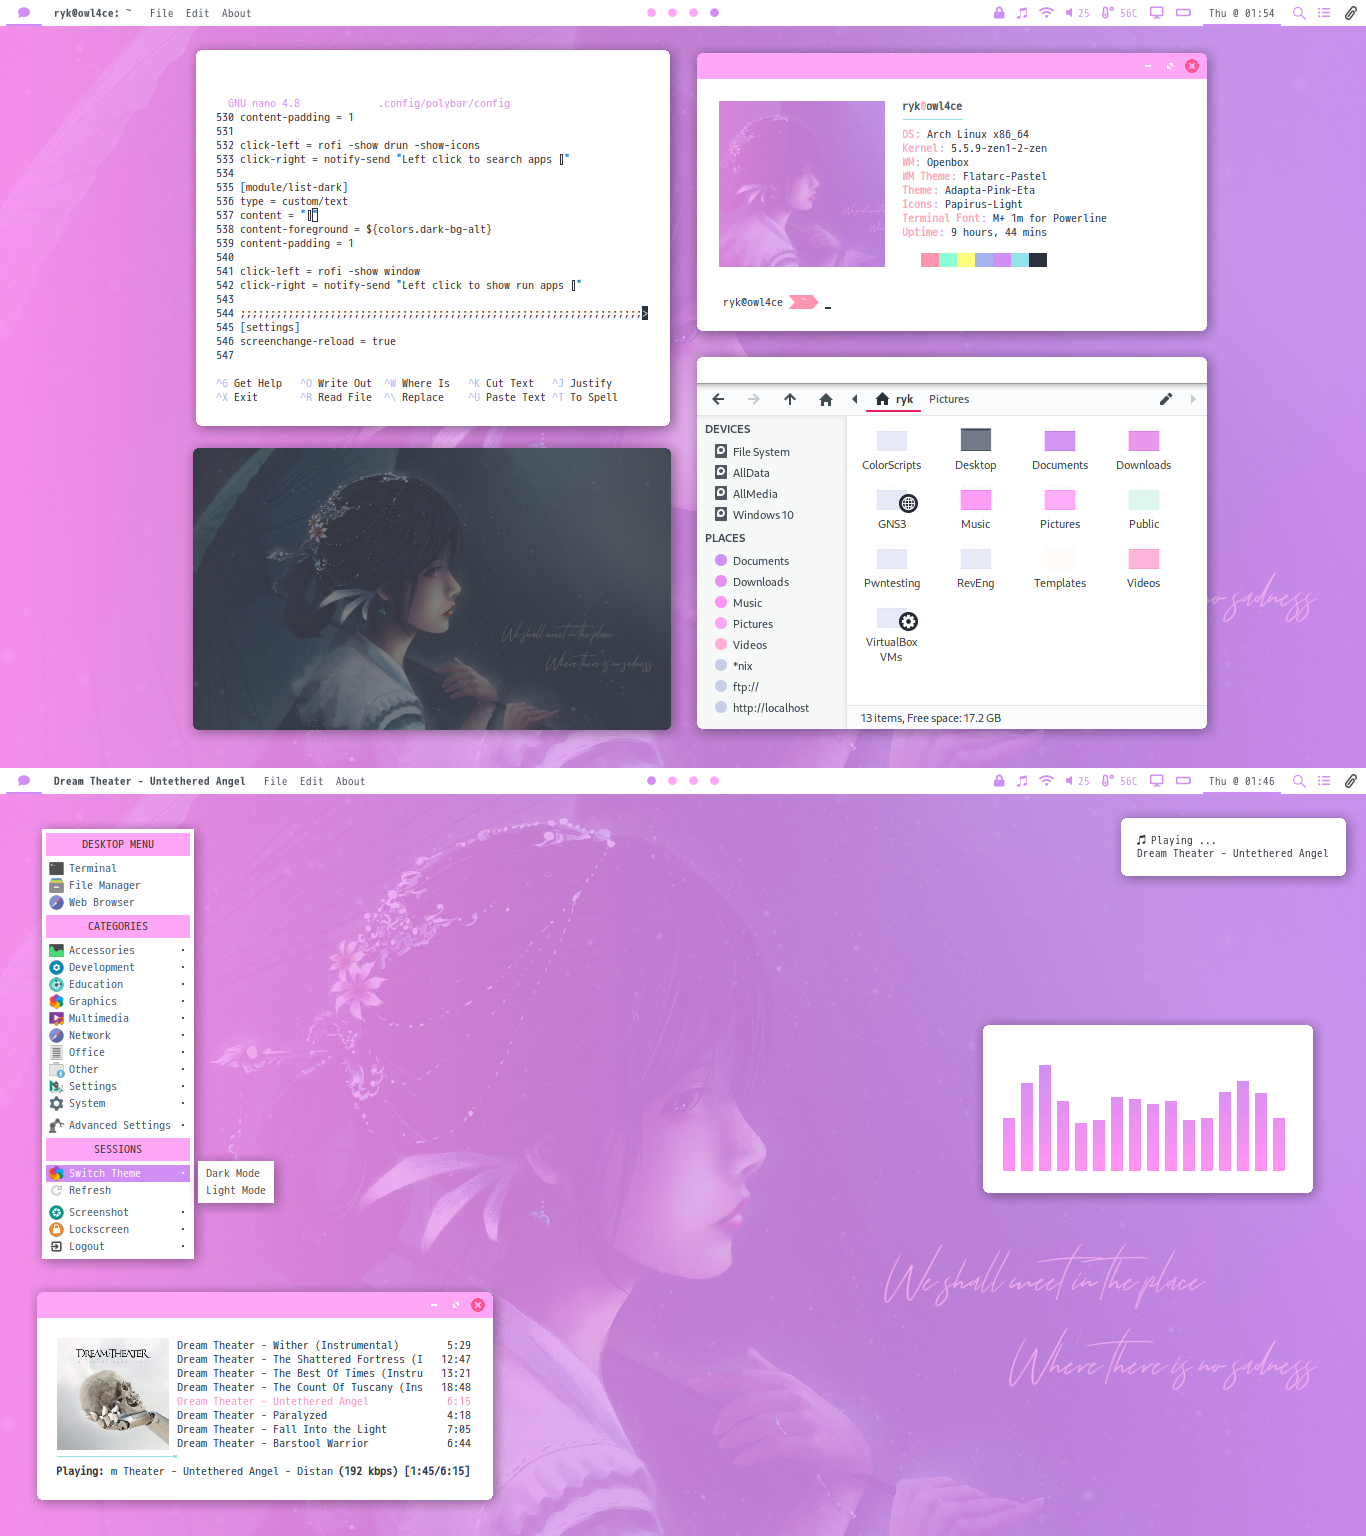 ryk@owl4ce: ~ File Edit About
25 56C Thu @ 01:54
GNU nano 4.8 .config/polybar/config
530 content-padding = 1
531
532 click-left = rofi -show drun -show-icons
533 click-right = notify-send "Left click to search apps "
534
535 [module/list-dark]
536 type = custom/text
537 content = ""
538 content-foreground = ${colors.dark-bg-alt}
539 content-padding = 1
540
541 click-left = rofi -show window
542 click-right = notify-send "Left click to show run apps "
543
544 ;;;;;;;;;;;;;;;;;;;;;;;;;;;;;;;;;;;;;;;;;;;;;;;;;;;;;;;;;;;;;;;;;;;>
545 [settings]
546 screenchange-reload = true
547
^G Get Help ^O Write Out ^W Where Is ^K Cut Text ^J Justify
^X Exit ^R Read File ^\ Replace ^U Paste Text ^T To Spell
ryk@owl4ce
OS: Arch Linux x86_64
Kernel: 5.5.9-zen1-2-zen
WM: Openbox
WM Theme: Flatarc-Pastel
Theme: Adapta-Pink-Eta
Icons: Papirus-Light
Terminal Font: M+ 1m for Powerline
Uptime: 9 hours, 44 mins
ryk@owl4ce ~ _
We shall meet in the place
Where there is no sadness
ryk Pictures
DEVICES
File System
AllData
AllMedia
Windows10
PLACES
Documents
Downloads
Music
Pictures
Videos
*nix
ftp://
http://localhost
ColorScripts Desktop Documents Downloads
GNS3 Music Pictures Public
Pwntesting RevEng Templates Videos
VirtualBox
VMs
13 items, Free space: 17.2 GB
no sadness
Dream Theater - Untethered Angel File Edit About
25 56C Thu @ 01:46
DESKTOP MENU
Terminal
File Manager
Web Browser
CATEGORIES
Accessories
Development
Education
Graphics
Multimedia
Network
Office
Other
Settings
System
Advanced Settings
SESSIONS
Switch Theme
Refresh
Screenshot
Lockscreen
Logout
Dark Mode
Light Mode
Playing ...
Dream Theater - Untethered Angel
We shall meet in the place
Where there is no sadness
DREAM THEATER
Dream Theater - Wither (Instrumental) 5:29
Dream Theater - The Shattered Fortress (I 12:47
Dream Theater - The Best Of Times (Instru 13:21
Dream Theater - The Count Of Tuscany (Ins 18:48
Dream Theater - Untethered Angel 6:15
Dream Theater - Paralyzed 4:18
Dream Theater - Fall Into the Light 7:05
Dream Theater - Barstool Warrior 6:44
Playing: m Theater - Untethered Angel - Distan (192 kbps) [1:45/6:15]